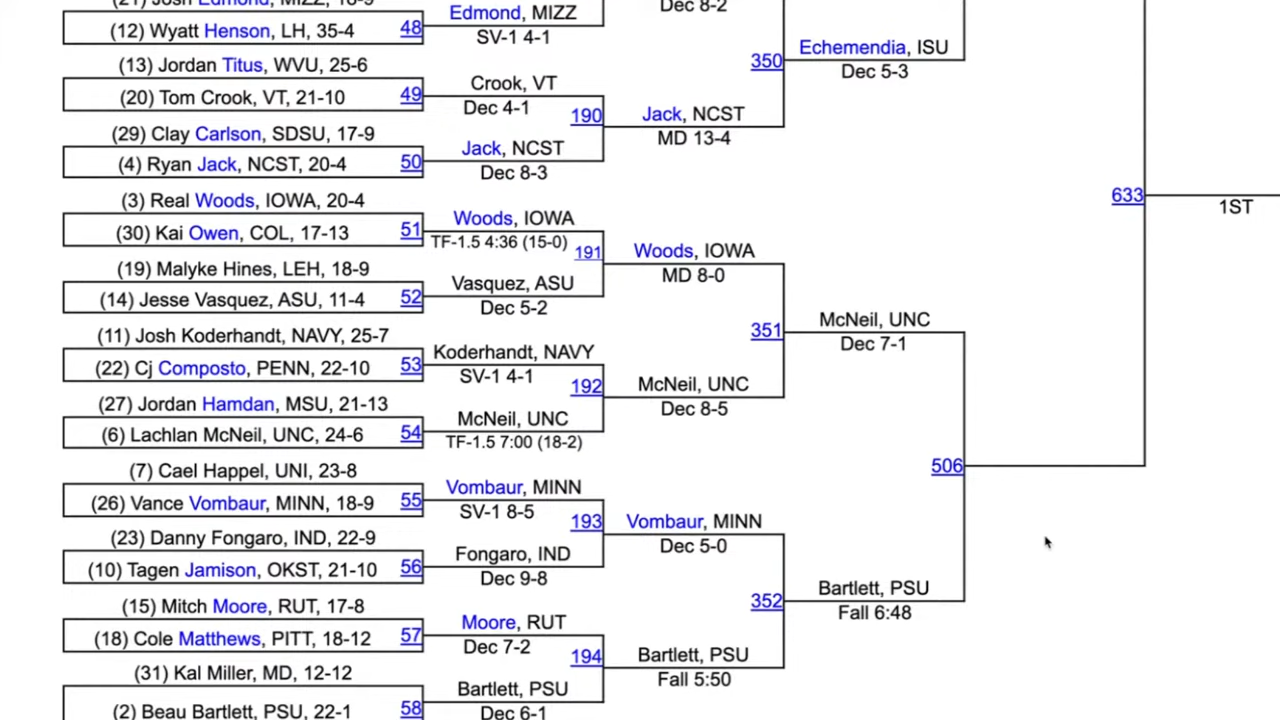 (21) Josh Edmond, MIZZ, 18-9
(12) Wyatt Henson, LH, 35-4
48
(13) Jordan Titus, WVU, 25-6
(20) Tom Crook, VT, 21-10
49
(29) Clay Carlson, SDSU, 17-9
(4) Ryan Jack, NCST, 20-4
50
(3) Real Woods, IOWA, 20-4
(30) Kai Owen, COL, 17-13
51
(19) Malyke Hines, LEH, 18-9
(14) Jesse Vasquez, ASU, 11-4
52
(11) Josh Koderhandt, NAVY, 25-7
(22) Cj Composto, PENN, 22-10
53
(27) Jordan Hamdan, MSU, 21-13
(6) Lachlan McNeil, UNC, 24-6
54
(7) Cael Happel, UNI, 23-8
(26) Vance Vombaur, MINN, 18-9
55
(23) Danny Fongaro, IND, 22-9
(10) Tagen Jamison, OKST, 21-10
56
(15) Mitch Moore, RUT, 17-8
(18) Cole Matthews, PITT, 18-12
57
(31) Kal Miller, MD, 12-12
(2) Beau Bartlett, PSU, 22-1
58
Edmond, MIZZ
SV-1 4-1
Crook, VT
Dec 4-1
190
Jack, NCST
Dec 8-3
Woods, IOWA
TF-1.5 4:36 (15-0)
191
Vasquez, ASU
Dec 5-2
Koderhandt, NAVY
SV-1 4-1
192
McNeil, UNC
TF-1.5 7:00 (18-2)
Vombaur, MINN
SV-1 8-5
193
Fongaro, IND
Dec 9-8
Moore, RUT
Dec 7-2
194
Bartlett, PSU
Dec 6-1
Dec 8-2
350
Jack, NCST
MD 13-4
Woods, IOWA
MD 8-0
351
McNeil, UNC
Dec 8-5
Vombaur, MINN
Dec 5-0
352
Bartlett, PSU
Fall 5:50
Echemendia, ISU
Dec 5-3
McNeil, UNC
Dec 7-1
506
Bartlett, PSU
Fall 6:48
633
1ST